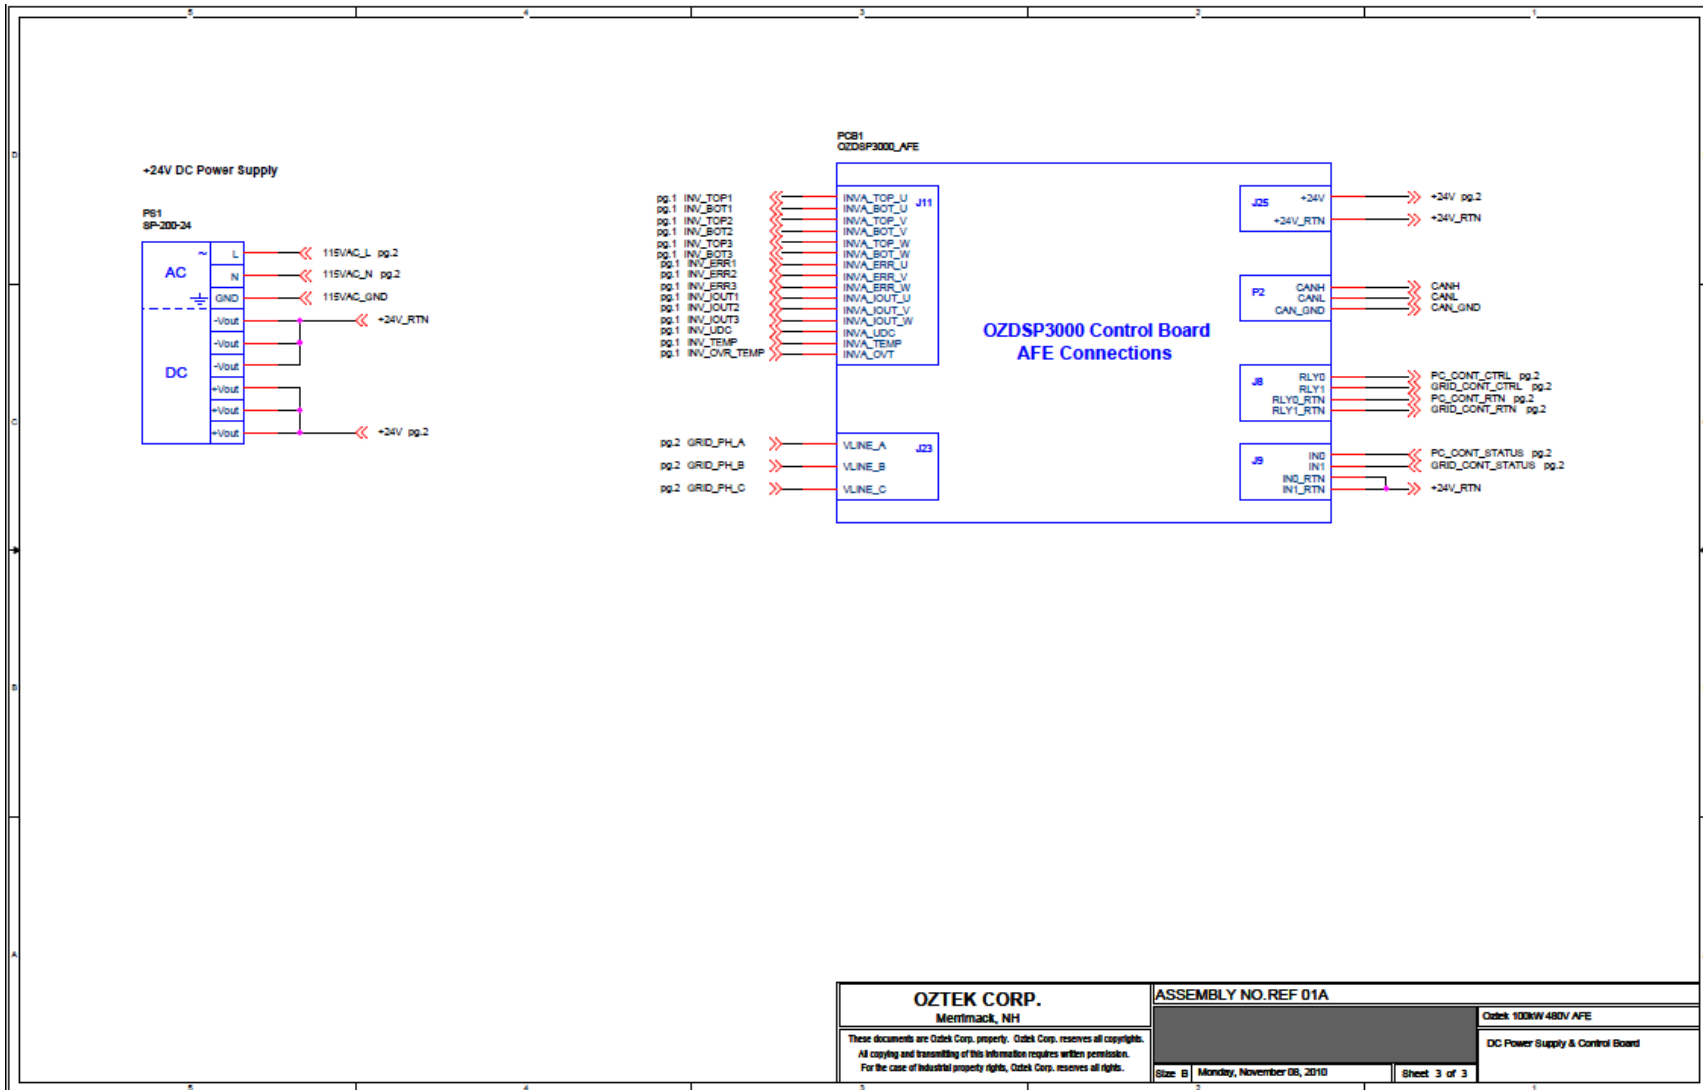 5 4 3 2 1
+24V DC Power Supply
PS1
SP-200-24
AC
DC
~ L
N
GND
-Vout
-Vout
-Vout
+Vout
+Vout
+Vout
115VAC_L pg.2
115VAC_N pg.2
115VAC_GND
+24V_RTN
+24V pg.2
PCB1
OZDSP3000_AFE
pg.1 INV_TOP1 INVA_TOP_U J11
pg.1 INV_BOT1 INVA_BOT_U
pg.1 INV_TOP2 INVA_TOP_V
pg.1 INV_BOT2 INVA_BOT_V
pg.1 INV_TOP3 INVA_TOP_W
pg.1 INV_BOT3 INVA_BOT_W
pg.1 INV_ERR1 INVA_ERR_U
pg.1 INV_ERR2 INVA_ERR_V
pg.1 INV_ERR3 INVA_ERR_W
pg.1 INV_IOUT1 INVA_IOUT_U
pg.1 INV_IOUT2 INVA_IOUT_V
pg.1 INV_IOUT3 INVA_IOUT_W
pg.1 INV_UDC INVA_UDC
pg.1 INV_TEMP INVA_TEMP
pg.1 INV_OVR_TEMP INVA_OVT
pg.2 GRID_PH_A VLINE_A J23
pg.2 GRID_PH_B VLINE_B
pg.2 GRID_PH_C VLINE_C
OZDSP3000 Control Board
AFE Connections
J25 +24V +24V pg.2
+24V_RTN +24V_RTN
P2 CANH CANH
CANL CANL
CAN_GND CAN_GND
J8 RLY0 PC_CONT_CTRL pg.2
RLY1 GRID_CONT_CTRL pg.2
RLY0_RTN PC_CONT_RTN pg.2
RLY1_RTN GRID_CONT_RTN pg.2
J9 IN0 PC_CONT_STATUS pg.2
IN1 GRID_CONT_STATUS pg.2
IN0_RTN
IN1_RTN +24V_RTN
D
C
B
A
OZTEK CORP.
Merrimack, NH
These documents are Oztek Corp. property. Oztek Corp. reserves all copyrights.
All copying and transmitting of this information requires written permission.
For the case of industrial property rights, Oztek Corp. reserves all rights.
ASSEMBLY NO.REF 01A
Oztek 100kW 480V AFE
DC Power Supply & Control Board
Size B Monday, November 08, 2010 Sheet 3 of 3
5 4 3 2 1